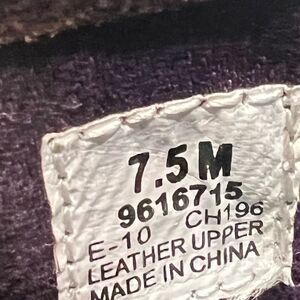 7.5 M
9616715
E-10 CH196
LEATHER UPPER
MADE IN CHINA